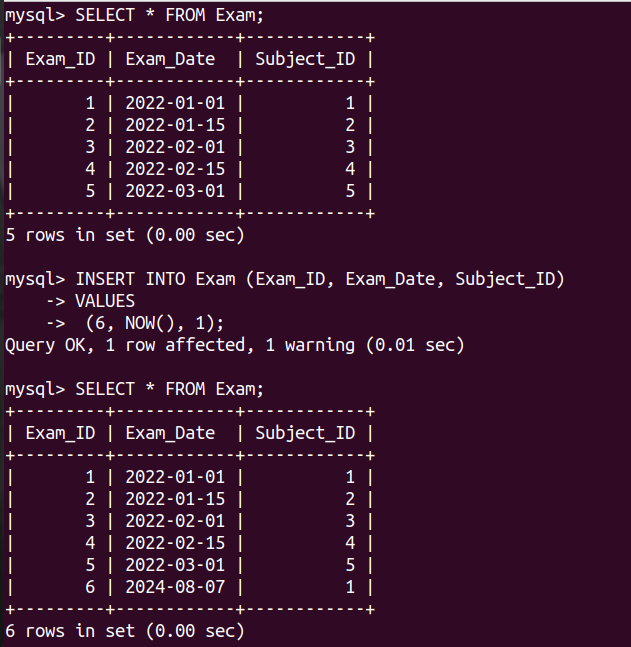 mysql> SELECT * FROM Exam;
+---------+------------+------------+
| Exam_ID | Exam_Date  | Subject_ID |
+---------+------------+------------+
|       1 | 2022-01-01 |          1 |
|       2 | 2022-01-15 |          2 |
|       3 | 2022-02-01 |          3 |
|       4 | 2022-02-15 |          4 |
|       5 | 2022-03-01 |          5 |
+---------+------------+------------+
5 rows in set (0.00 sec)

mysql> INSERT INTO Exam (Exam_ID, Exam_Date, Subject_ID)
    -> VALUES
    ->  (6, NOW(), 1);
Query OK, 1 row affected, 1 warning (0.01 sec)

mysql> SELECT * FROM Exam;
+---------+------------+------------+
| Exam_ID | Exam_Date  | Subject_ID |
+---------+------------+------------+
|       1 | 2022-01-01 |          1 |
|       2 | 2022-01-15 |          2 |
|       3 | 2022-02-01 |          3 |
|       4 | 2022-02-15 |          4 |
|       5 | 2022-03-01 |          5 |
|       6 | 2024-08-07 |          1 |
+---------+------------+------------+
6 rows in set (0.00 sec)